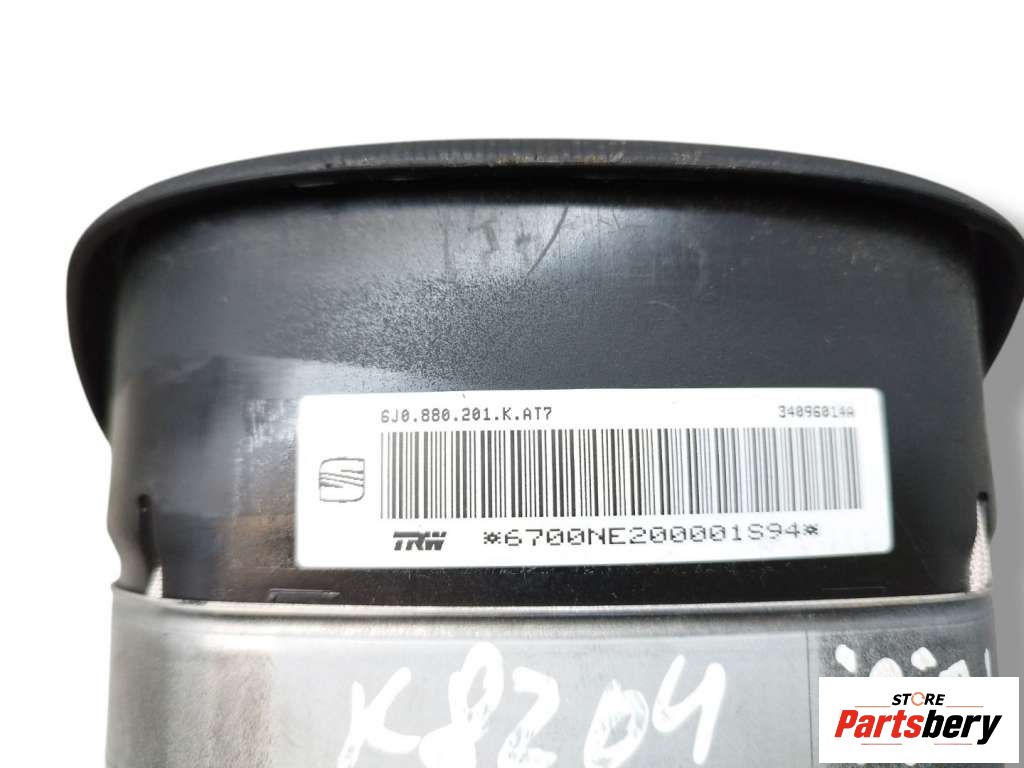 6J0.880.201.K.AT7 34096014A
TRW *6700NE200001S94*
K8204
STORE
Partsbery